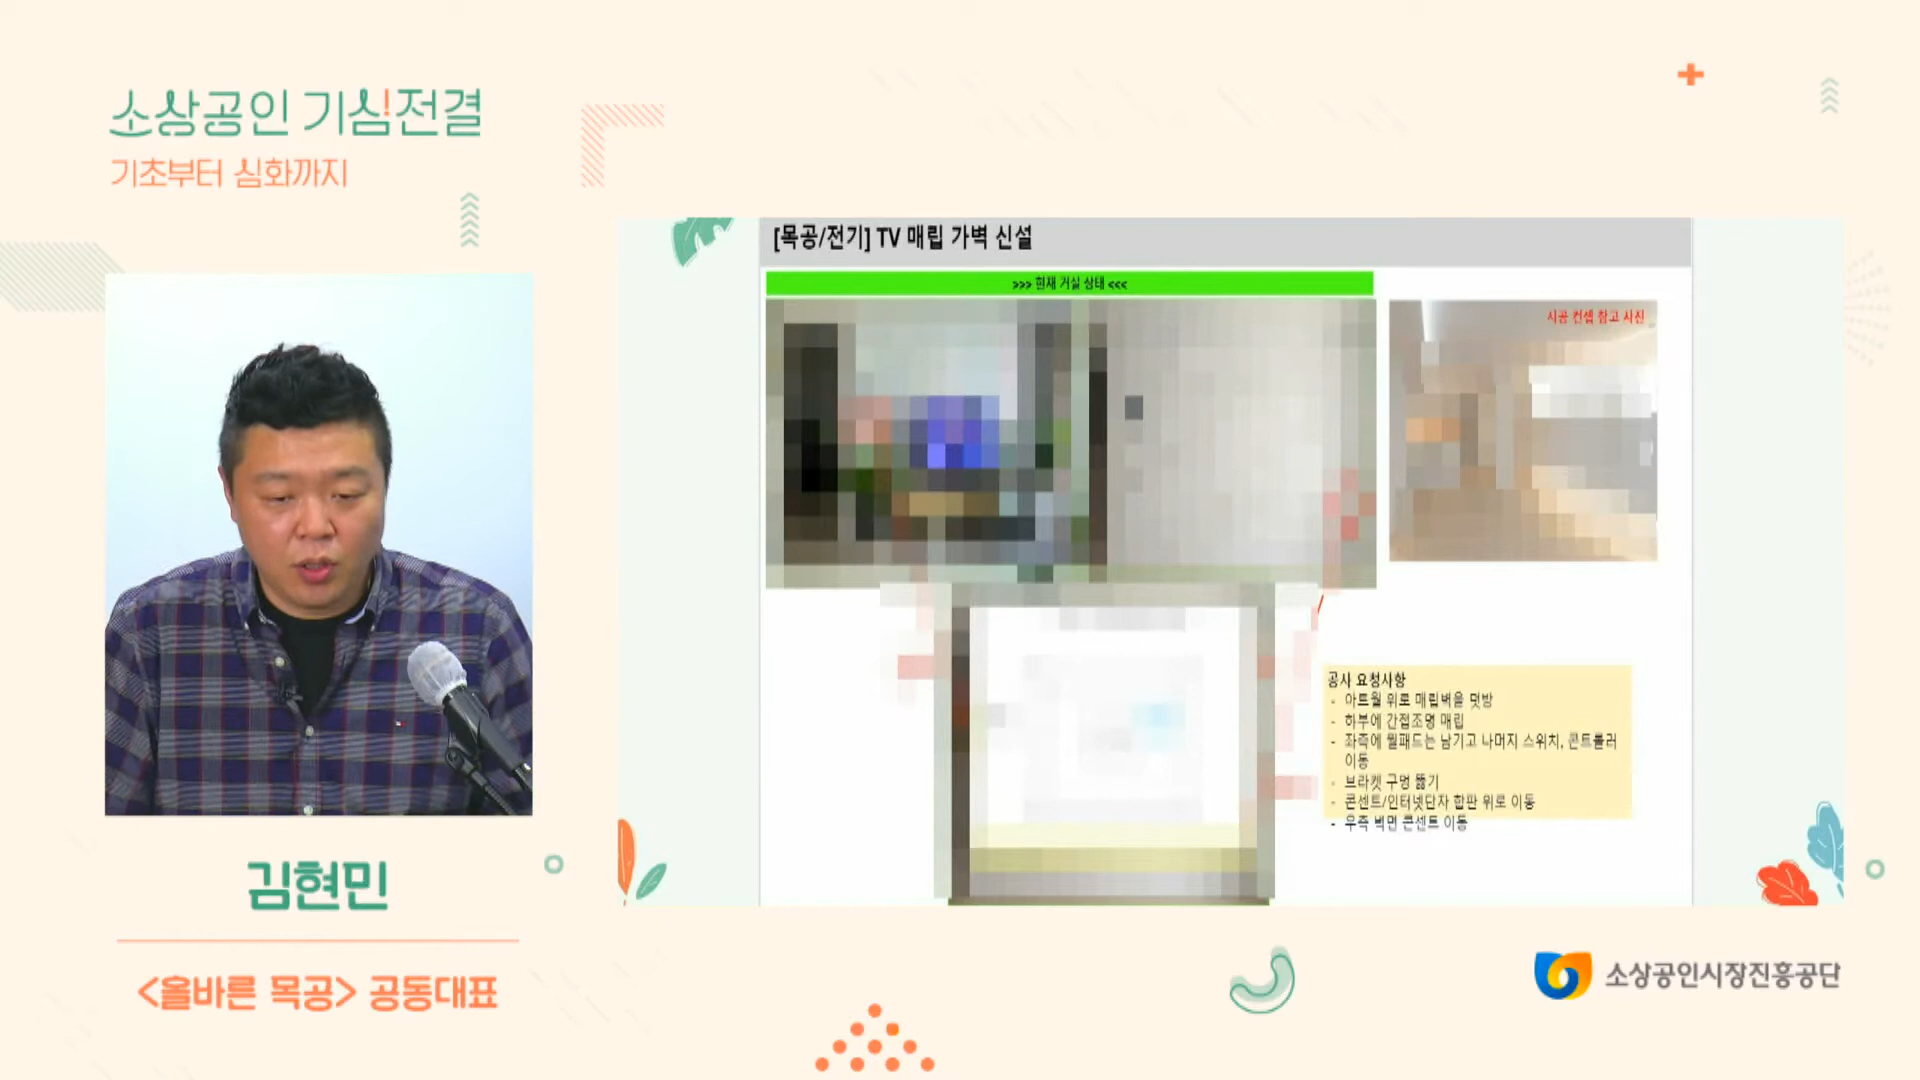 소상공인 기심전결
기초부터 심화까지
[목공/전기] TV 매립 가벽 신설
>>> 현재 거실 상태 <<<
시공 컨셉 참고 사진
공사 요청사항
- 아트월 위로 매립벽을 덧방
- 하부에 간접조명 매립
- 좌측에 월패드는 남기고 나머지 스위치, 콘트롤러
이동
- 브라켓 구멍 뚫기
- 콘센트/인터넷단자 합판 위로 이동
- 우측 벽면 콘센트 이동
김현민
<올바른 목공> 공동대표
소상공인시장진흥공단